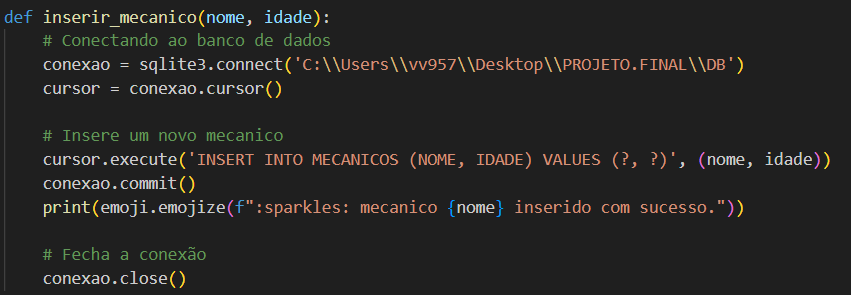 def inserir_mecanico(nome, idade):
    # Conectando ao banco de dados
    conexao = sqlite3.connect('C:\\Users\\vv957\\Desktop\\PROJETO.FINAL\\DB')
    cursor = conexao.cursor()

    # Insere um novo mecanico
    cursor.execute('INSERT INTO MECANICOS (NOME, IDADE) VALUES (?, ?)', (nome, idade))
    conexao.commit()
    print(emoji.emojize(f":sparkles: mecanico {nome} inserido com sucesso."))

    # Fecha a conexão
    conexao.close()